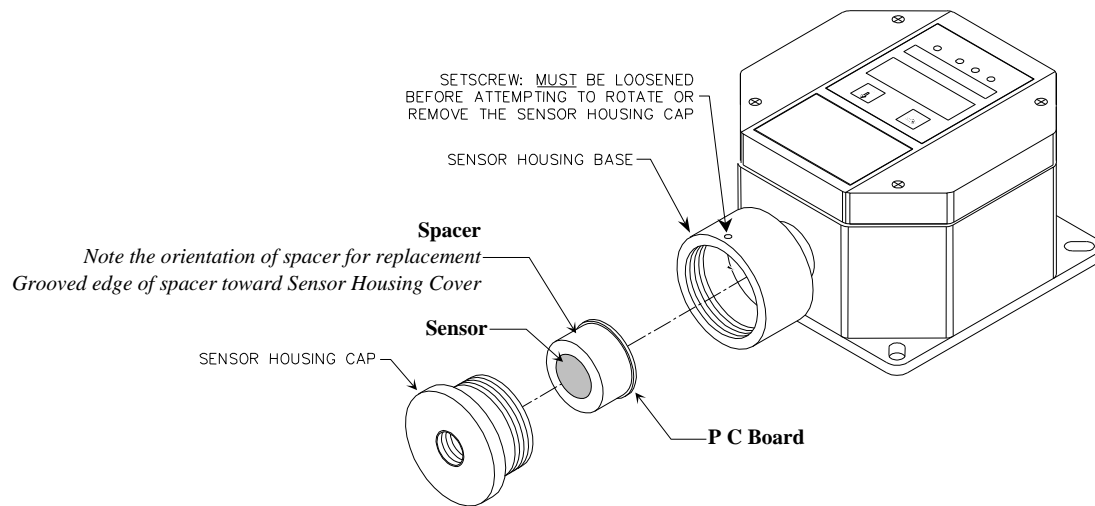 SETSCREW: MUST BE LOOSENED
BEFORE ATTEMPTING TO ROTATE OR
REMOVE THE SENSOR HOUSING CAP
SENSOR HOUSING BASE
Spacer
Note the orientation of spacer for replacement
Grooved edge of spacer toward Sensor Housing Cover
Sensor
SENSOR HOUSING CAP
P C Board